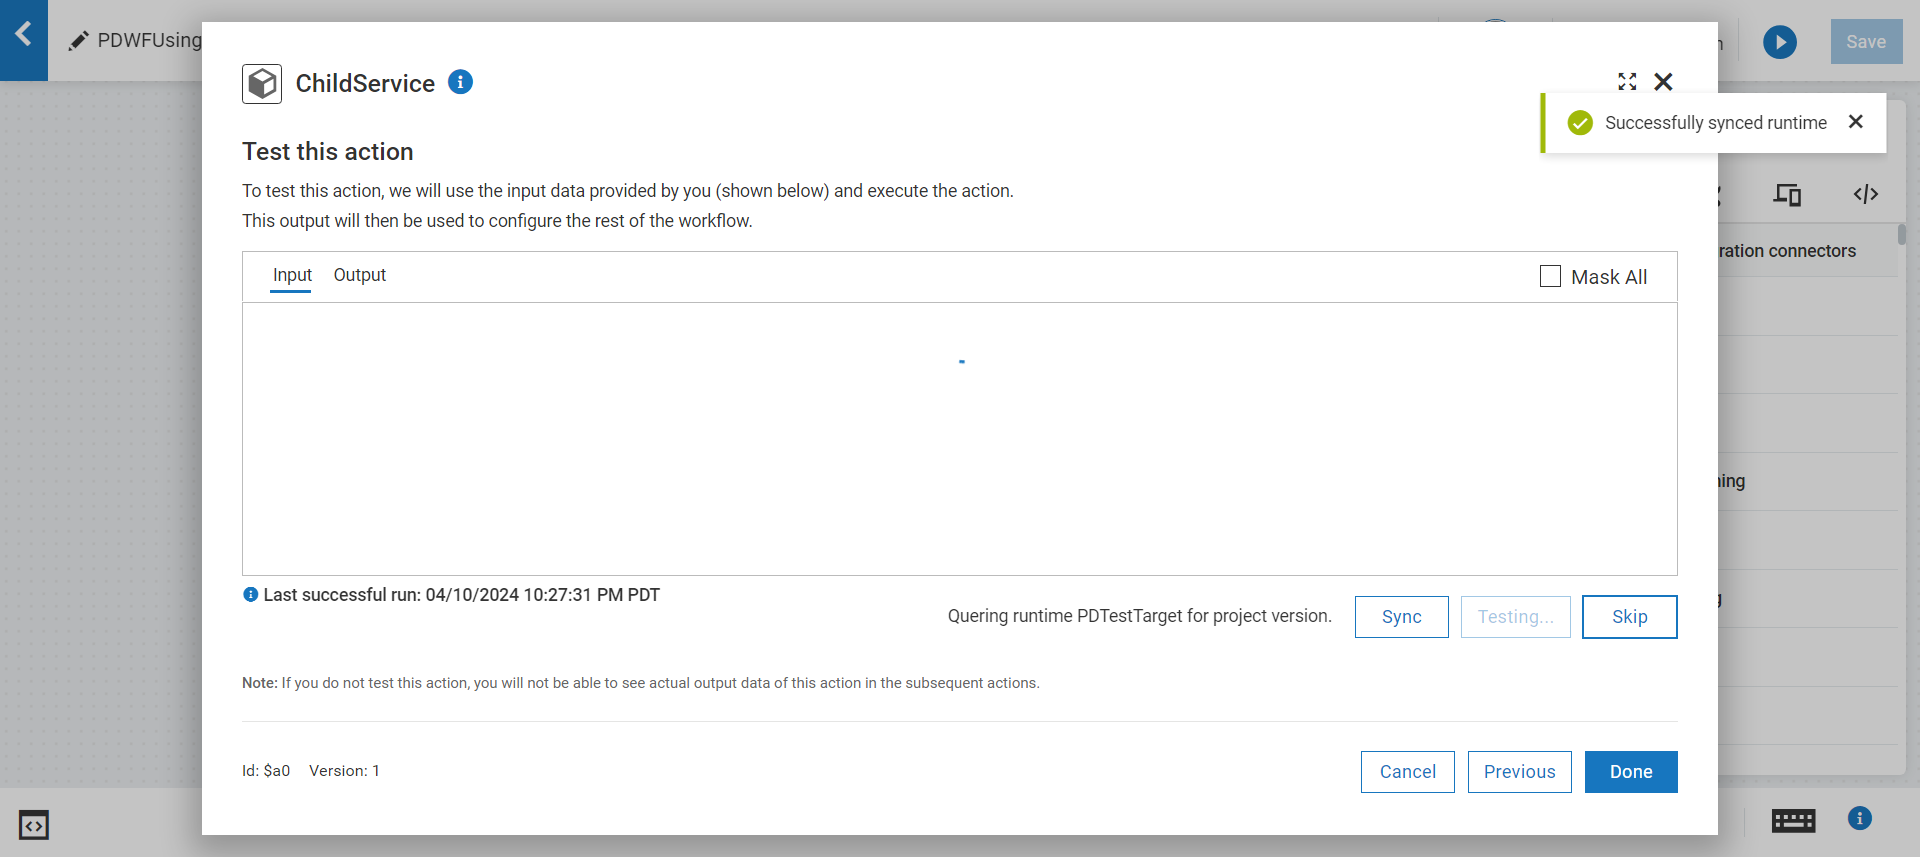 PDWFUsing
Save
ChildService
Successfully synced runtime
Test this action
To test this action, we will use the input data provided by you (shown below) and execute the action.
This output will then be used to configure the rest of the workflow.
Input Output Mask All
ration connectors
ning
Last successful run: 04/10/2024 10:27:31 PM PDT
Quering runtime PDTestTarget for project version. Sync Testing... Skip
Note: If you do not test this action, you will not be able to see actual output data of this action in the subsequent actions.
Id: $a0 Version: 1
Cancel Previous Done